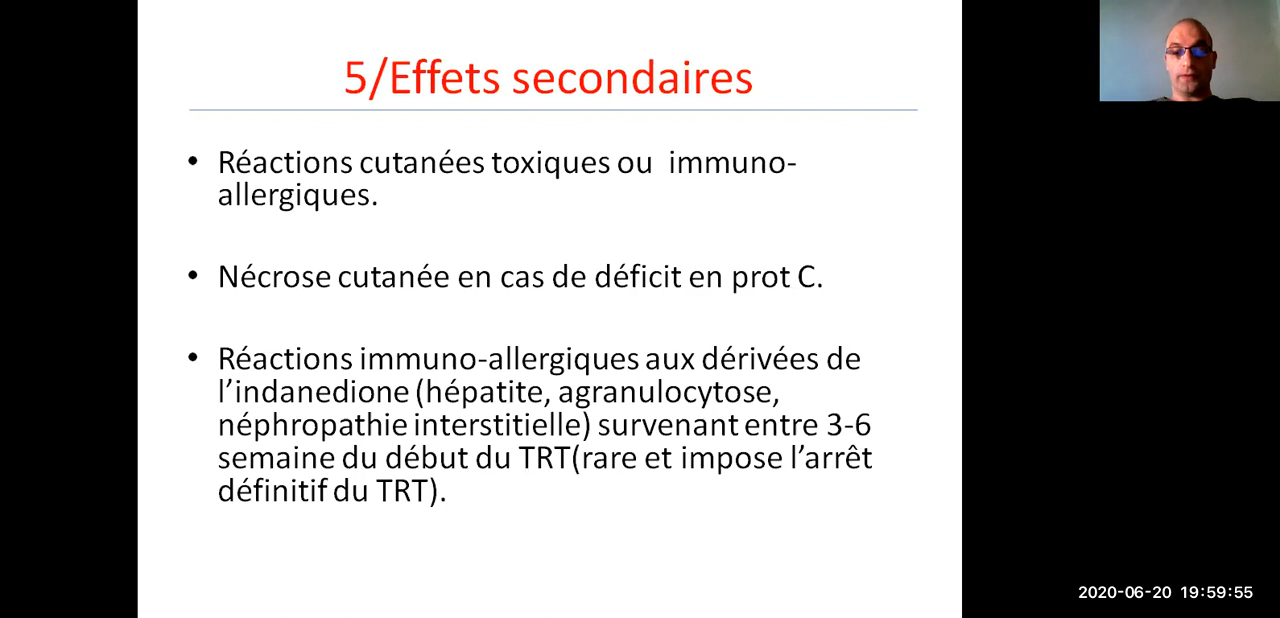 5/Effets secondaires
• Réactions cutanées toxiques ou immuno-
allergiques.
• Nécrose cutanée en cas de déficit en prot C.
• Réactions immuno-allergiques aux dérivées de
l’indanedione (hépatite, agranulocytose,
néphropathie interstitielle) survenant entre 3-6
semaine du début du TRT(rare et impose l’arrêt
définitif du TRT).
2020-06-20 19:59:55